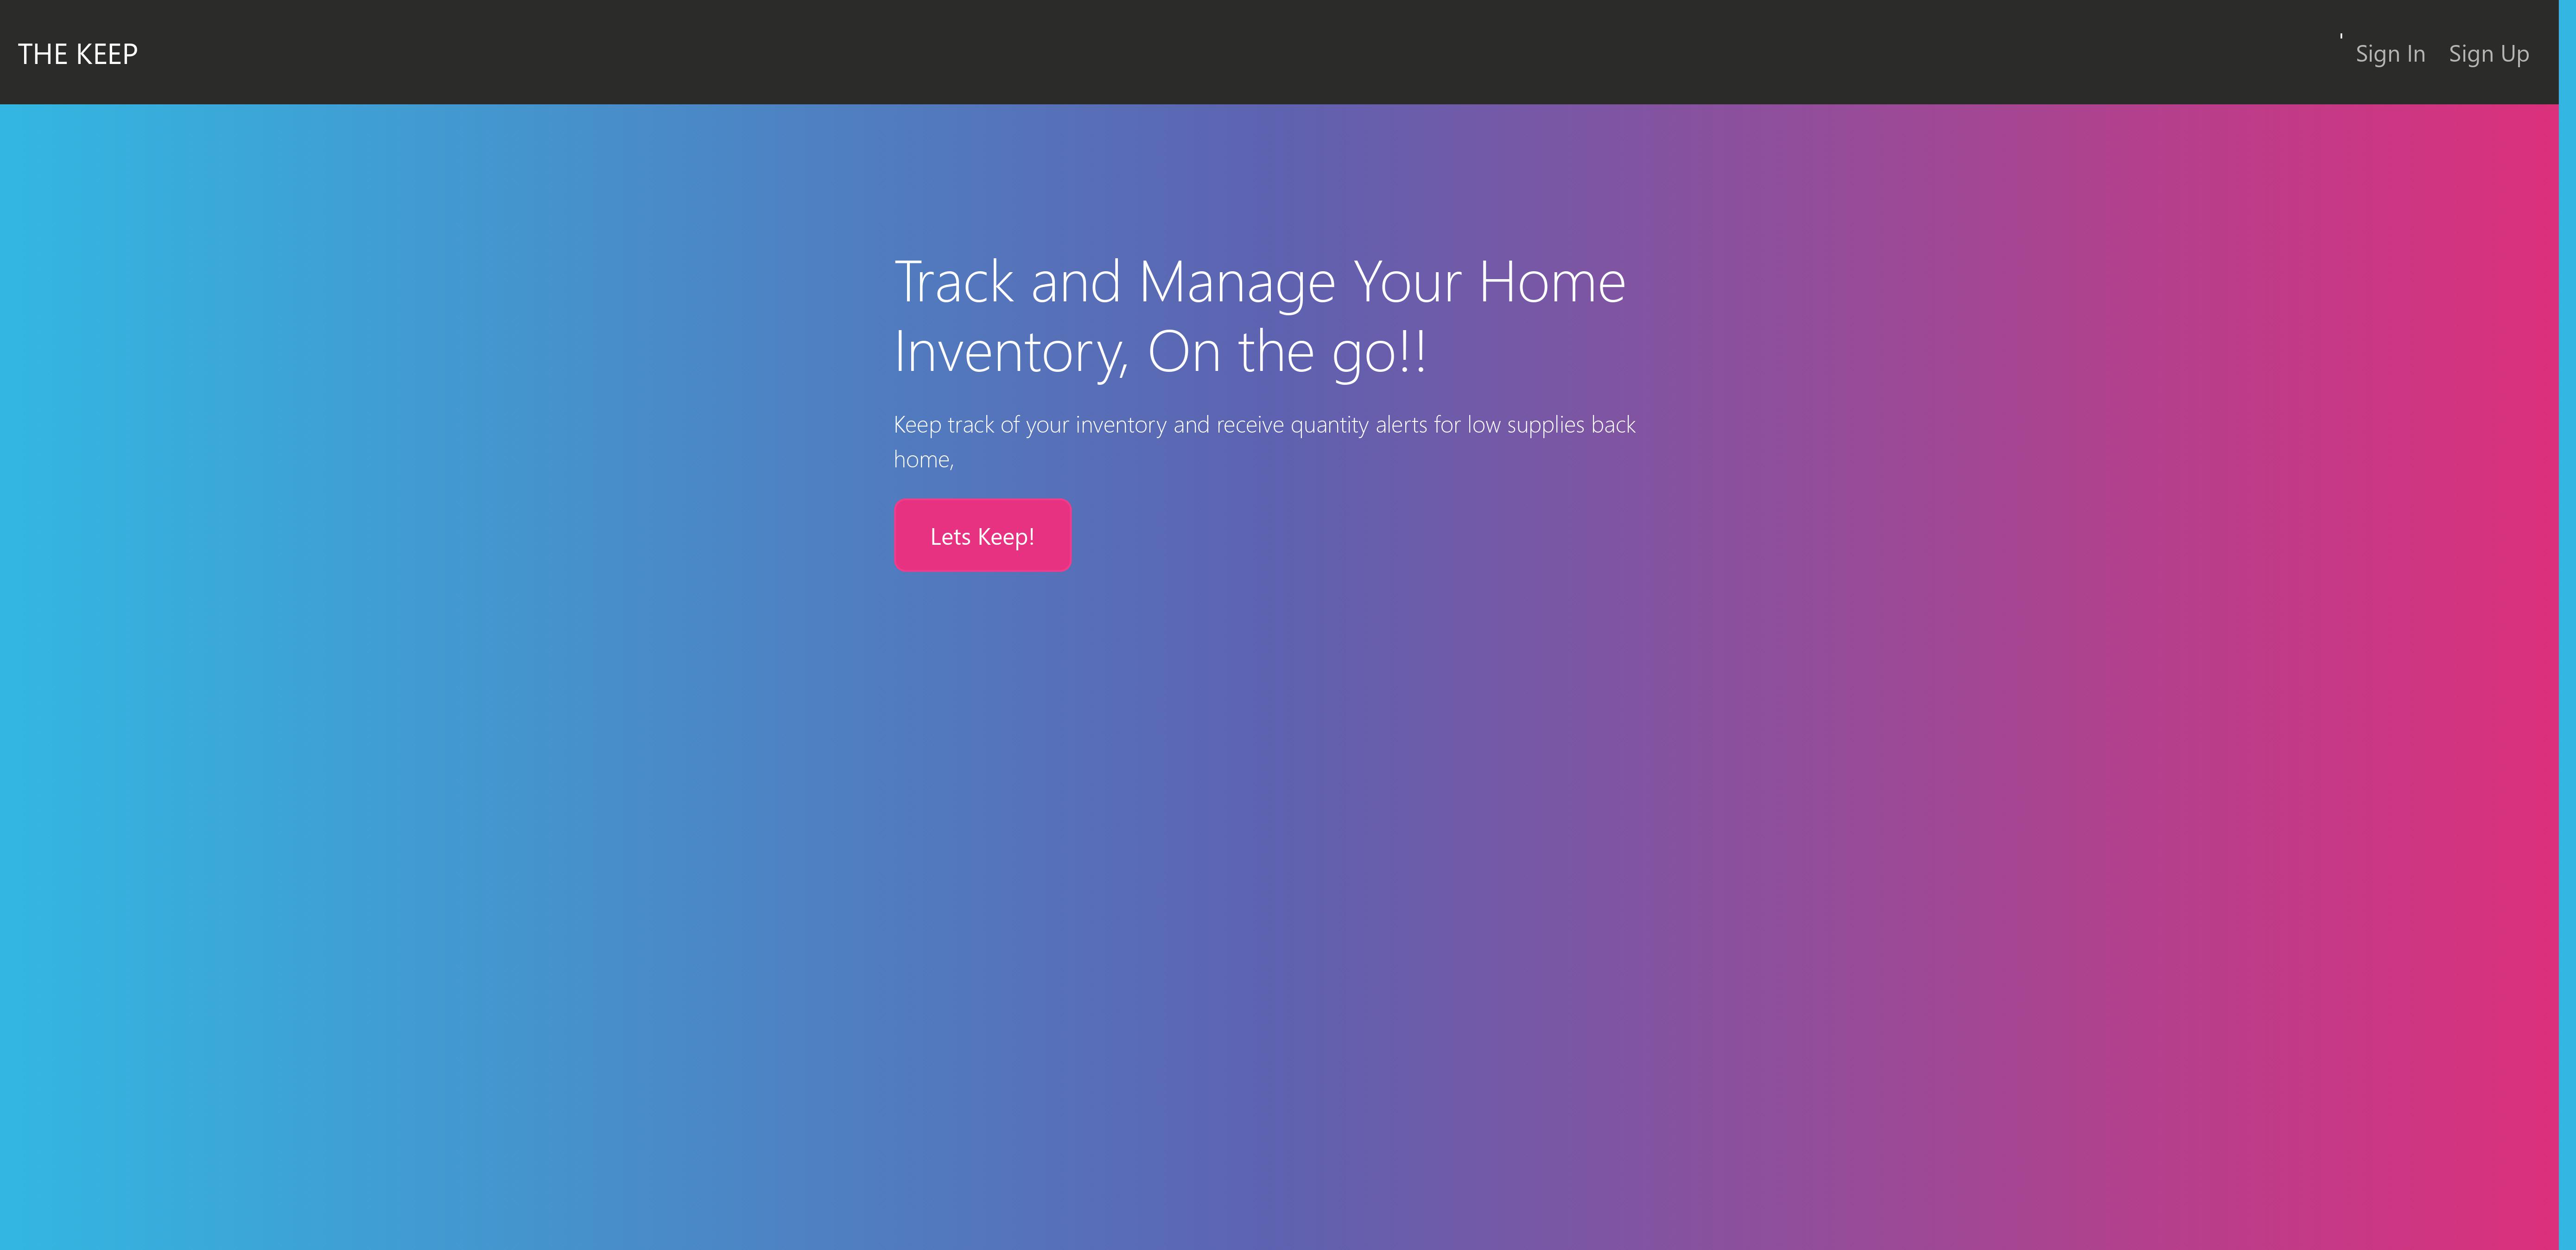 THE KEEP
' Sign In Sign Up
Track and Manage Your Home
Inventory, On the go!!
Keep track of your inventory and receive quantity alerts for low supplies back
home,
Lets Keep!